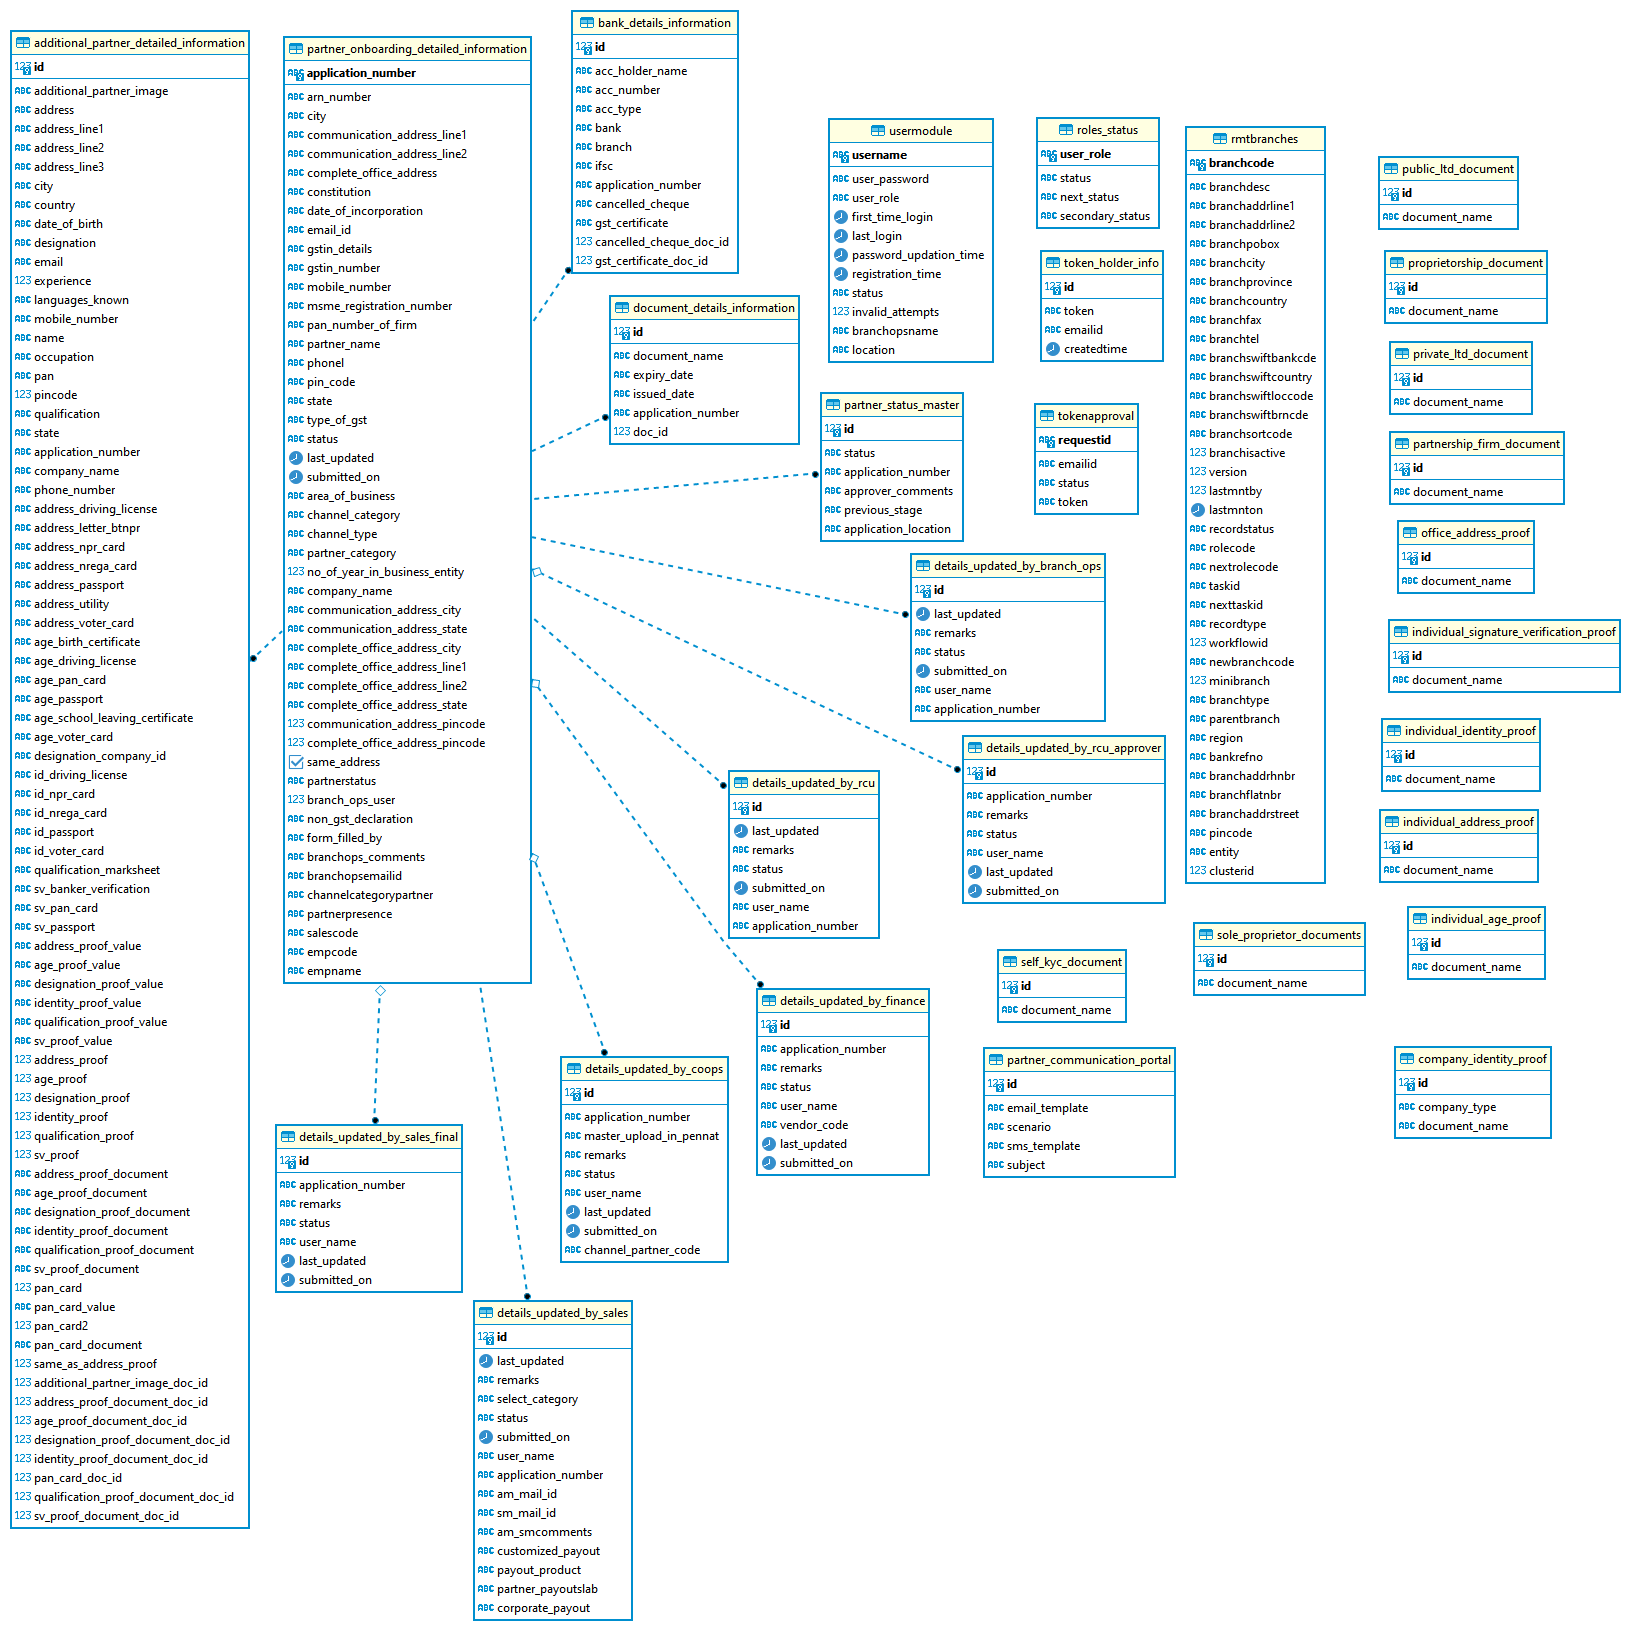 additional_partner_detailed_information
id
additional_partner_image
address
address_line1
address_line2
address_line3
city
country
date_of_birth
designation
email
experience
languages_known
mobile_number
name
occupation
pan
pincode
qualification
state
application_number
company_name
phone_number
address_driving_license
address_letter_btnpr
address_npr_card
address_nrega_card
address_passport
address_utility
address_voter_card
age_birth_certificate
age_driving_license
age_pan_card
age_passport
age_school_leaving_certificate
age_voter_card
designation_company_id
id_driving_license
id_npr_card
id_nrega_card
id_passport
id_voter_card
qualification_marksheet
sv_banker_verification
sv_pan_card
sv_passport
address_proof_value
age_proof_value
designation_proof_value
identity_proof_value
qualification_proof_value
sv_proof_value
address_proof
age_proof
designation_proof
identity_proof
qualification_proof
sv_proof
address_proof_document
age_proof_document
designation_proof_document
identity_proof_document
qualification_proof_document
sv_proof_document
pan_card
pan_card_value
pan_card2
pan_card_document
same_as_address_proof
additional_partner_image_doc_id
address_proof_document_doc_id
age_proof_document_doc_id
designation_proof_document_doc_id
identity_proof_document_doc_id
pan_card_doc_id
qualification_proof_document_doc_id
sv_proof_document_doc_id
partner_onboarding_detailed_information
application_number
arn_number
city
communication_address_line1
communication_address_line2
complete_office_address
constitution
date_of_incorporation
email_id
gstin_details
gstin_number
mobile_number
msme_registration_number
pan_number_of_firm
partner_name
phonel
pin_code
state
type_of_gst
status
last_updated
submitted_on
area_of_business
channel_category
channel_type
partner_category
no_of_year_in_business_entity
company_name
communication_address_city
communication_address_state
complete_office_address_city
complete_office_address_line1
complete_office_address_line2
complete_office_address_state
communication_address_pincode
complete_office_address_pincode
same_address
partnerstatus
branch_ops_user
non_gst_declaration
form_filled_by
branchops_comments
branchopsemailid
channelcategorypartner
partnerpresence
salescode
empcode
empname
bank_details_information
id
acc_holder_name
acc_number
acc_type
bank
branch
ifsc
application_number
cancelled_cheque
gst_certificate
cancelled_cheque_doc_id
gst_certificate_doc_id
document_details_information
id
document_name
expiry_date
issued_date
application_number
doc_id
usermodule
username
user_password
user_role
first_time_login
last_login
password_updation_time
registration_time
status
invalid_attempts
branchopsname
location
partner_status_master
id
status
application_number
approver_comments
previous_stage
application_location
details_updated_by_branch_ops
id
last_updated
remarks
status
submitted_on
user_name
application_number
details_updated_by_rcu_approver
id
application_number
remarks
status
user_name
last_updated
submitted_on
details_updated_by_rcu
id
last_updated
remarks
status
submitted_on
user_name
application_number
details_updated_by_finance
id
application_number
remarks
status
user_name
vendor_code
last_updated
submitted_on
details_updated_by_coops
id
application_number
master_upload_in_pennat
remarks
status
user_name
last_updated
submitted_on
channel_partner_code
details_updated_by_sales_final
id
application_number
remarks
status
user_name
last_updated
submitted_on
details_updated_by_sales
id
last_updated
remarks
select_category
status
submitted_on
user_name
application_number
am_mail_id
sm_mail_id
am_smcomments
customized_payout
payout_product
partner_payoutslab
corporate_payout
roles_status
user_role
status
next_status
secondary_status
token_holder_info
id
token
emailid
createdtime
tokenapproval
requestid
emailid
status
token
rmtbranches
branchcode
branchdesc
branchaddrline1
branchaddrline2
branchpobox
branchcity
branchprovince
branchcountry
branchfax
branchtel
branchswiftbankcde
branchswiftcountry
branchswiftloccode
branchswiftbrncde
branchsortcode
branchisactive
version
lastmntby
lastmnton
recordstatus
rolecode
nextrolecode
taskid
nexttaskid
recordtype
workflowid
newbranchcode
minibranch
branchtype
parentbranch
region
bankrefno
branchaddrhnbr
branchflatnbr
branchaddrstreet
pincode
entity
clusterid
self_kyc_document
id
document_name
partner_communication_portal
id
email_template
scenario
sms_template
subject
sole_proprietor_documents
id
document_name
public_ltd_document
id
document_name
proprietorship_document
id
document_name
private_ltd_document
id
document_name
partnership_firm_document
id
document_name
office_address_proof
id
document_name
individual_signature_verification_proof
id
document_name
individual_identity_proof
id
document_name
individual_address_proof
id
document_name
individual_age_proof
id
document_name
company_identity_proof
id
company_type
document_name